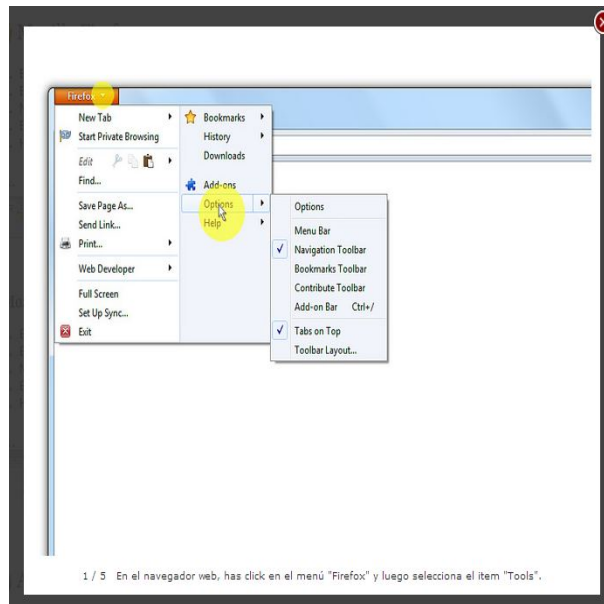 Firefox
New Tab
Start Private Browsing
Edit
Find...
Save Page As...
Send Link...
Print...
Web Developer
Full Screen
Set Up Sync...
Exit
Bookmarks
History
Downloads
Add-ons
Options
Help
Options
Menu Bar
Navigation Toolbar
Bookmarks Toolbar
Contribute Toolbar
Add-on Bar Ctrl+/
Tabs on Top
Toolbar Layout...
1 / 5 En el navegador web, has click en el menú "Firefox" y luego selecciona el item "Tools".